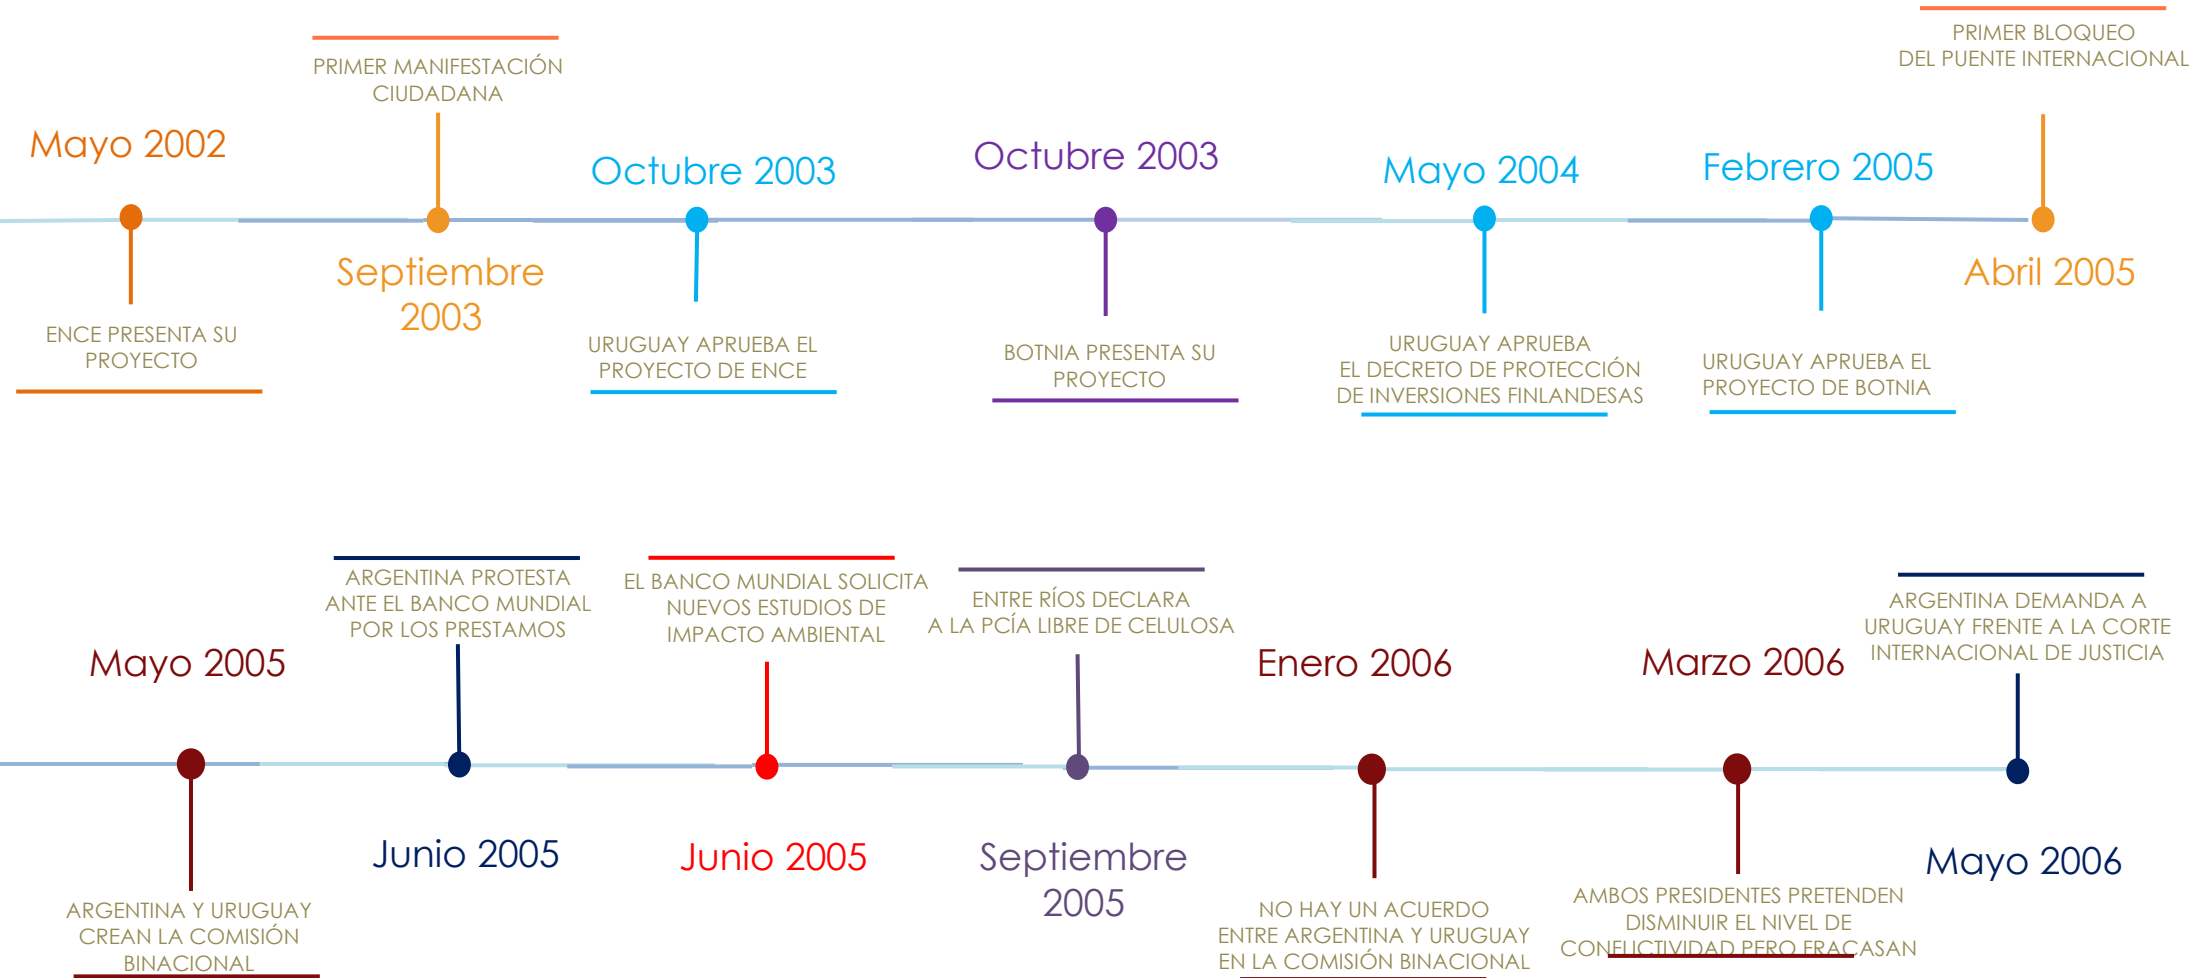 Mayo 2002
ENCE PRESENTA SU
PROYECTO
PRIMER MANIFESTACIÓN
CIUDADANA
Septiembre
2003
Octubre 2003
URUGUAY APRUEBA EL
PROYECTO DE ENCE
Octubre 2003
BOTNIA PRESENTA SU
PROYECTO
Mayo 2004
URUGUAY APRUEBA
EL DECRETO DE PROTECCIÓN
DE INVERSIONES FINLANDESAS
Febrero 2005
URUGUAY APRUEBA EL
PROYECTO DE BOTNIA
PRIMER BLOQUEO
DEL PUENTE INTERNACIONAL
Abril 2005
Mayo 2005
ARGENTINA Y URUGUAY
CREAN LA COMISIÓN
BINACIONAL
ARGENTINA PROTESTA
ANTE EL BANCO MUNDIAL
POR LOS PRESTAMOS
Junio 2005
EL BANCO MUNDIAL SOLICITA
NUEVOS ESTUDIOS DE
IMPACTO AMBIENTAL
Junio 2005
ENTRE RÍOS DECLARA
A LA PCÍA LIBRE DE CELULOSA
Septiembre
2005
Enero 2006
NO HAY UN ACUERDO
ENTRE ARGENTINA Y URUGUAY
EN LA COMISIÓN BINACIONAL
Marzo 2006
AMBOS PRESIDENTES PRETENDEN
DISMINUIR EL NIVEL DE
CONFLICTIVIDAD PERO FRACASAN
ARGENTINA DEMANDA A
URUGUAY FRENTE A LA CORTE
INTERNACIONAL DE JUSTICIA
Mayo 2006